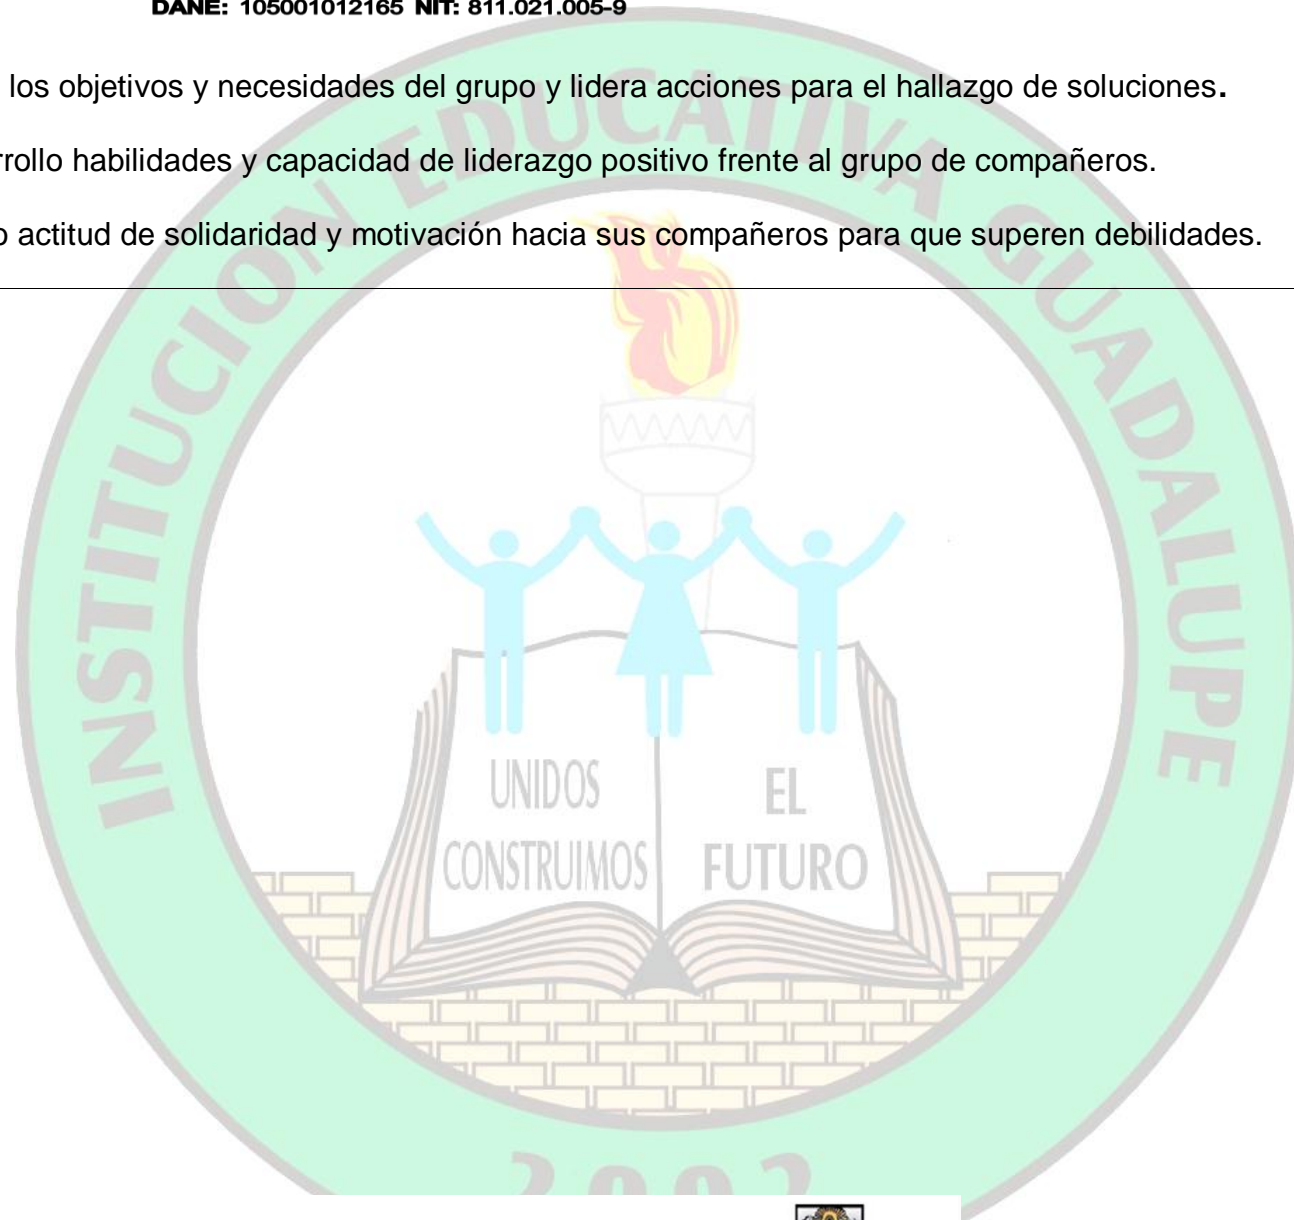 DANE: 105001012165 NIT: 811.021.005-9
los objetivos y necesidades del grupo y lidera acciones para el hallazgo de soluciones.
rrollo habilidades y capacidad de liderazgo positivo frente al grupo de compañeros.
o actitud de solidaridad y motivación hacia sus compañeros para que superen debilidades.
INSTITUCION EDUCATIVA GUADALUPE
UNIDOS
CONSTRUIMOS
EL
FUTURO
2002